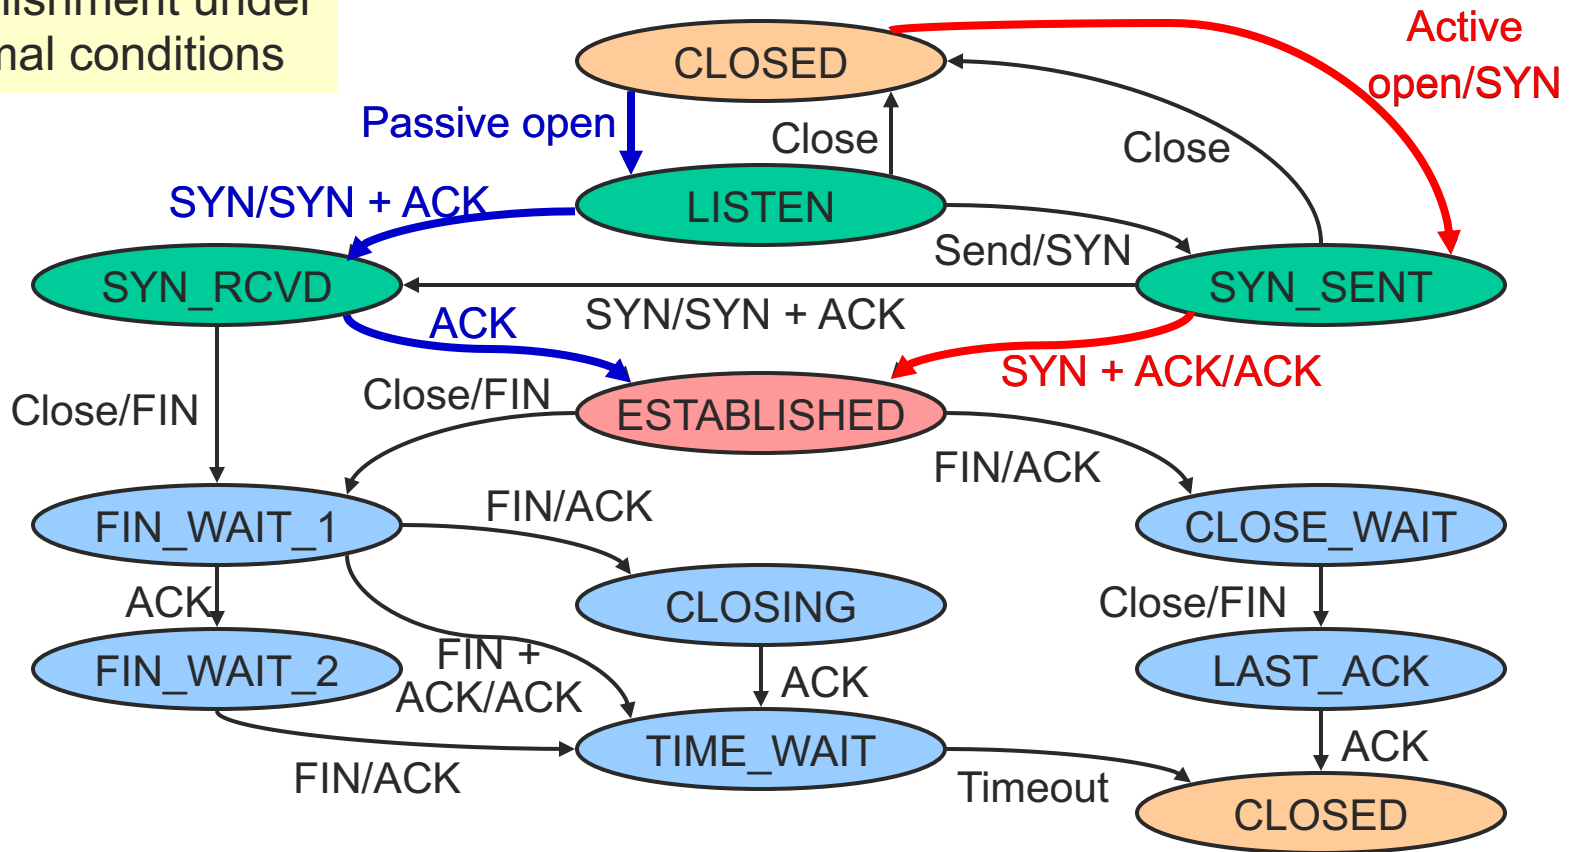 conditions
CLOSED
Active
open/SYN
Passive open
Close
Close
SYN/SYN + ACK
LISTEN
Send/SYN
SYN_RCVD
SYN_SENT
ACK
SYN/SYN + ACK
SYN + ACK/ACK
Close/FIN
Close/FIN
ESTABLISHED
FIN/ACK
FIN/ACK
FIN_WAIT_1
CLOSE_WAIT
ACK
CLOSING
Close/FIN
FIN_WAIT_2
FIN +
ACK/ACK
ACK
LAST_ACK
FIN/ACK
TIME_WAIT
Timeout
ACK
CLOSED